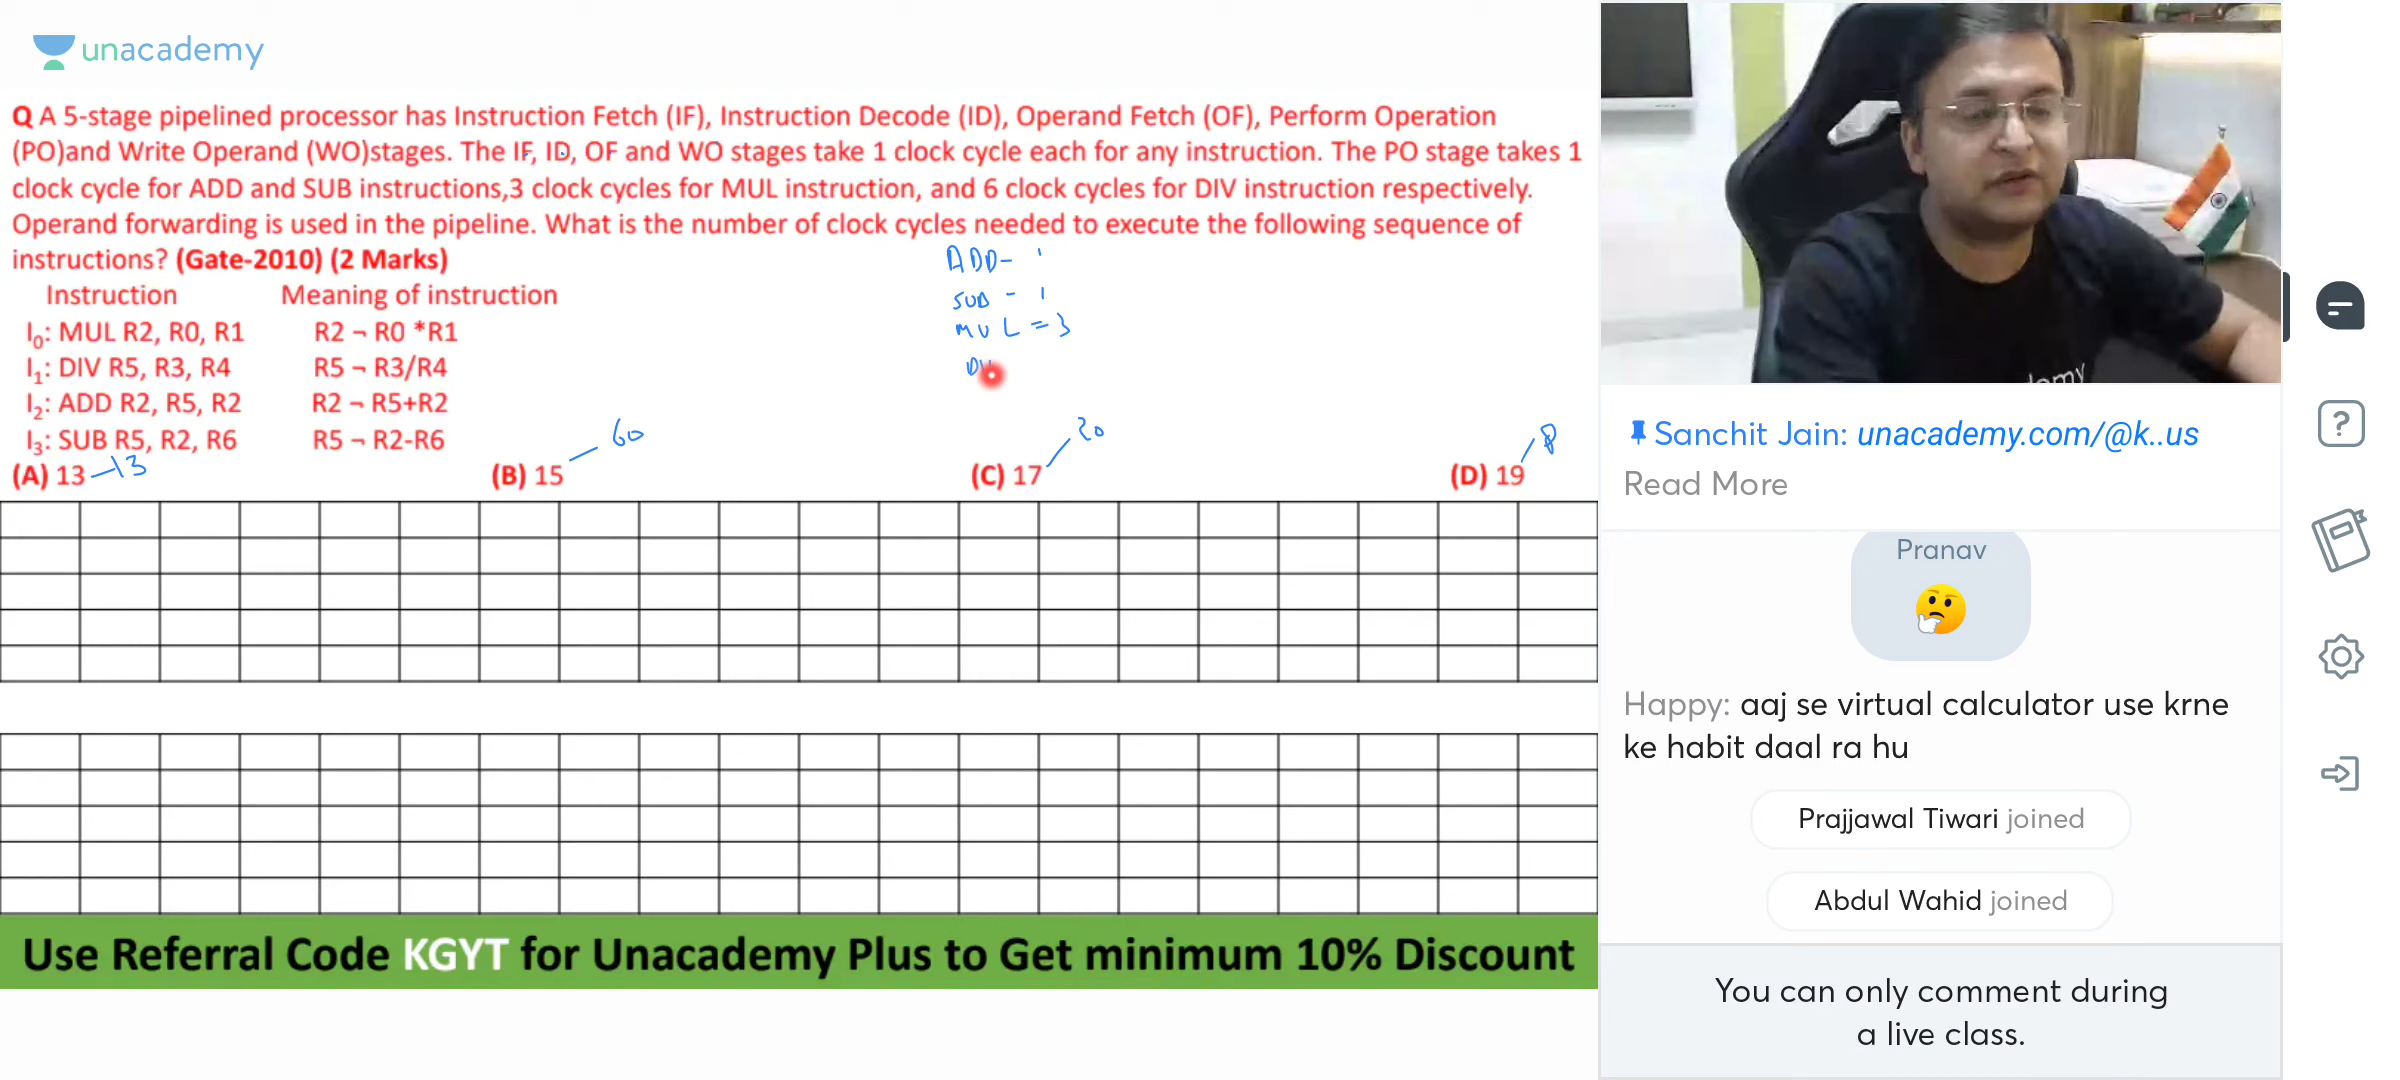 unacademy
Q A 5-stage pipelined processor has Instruction Fetch (IF), Instruction Decode (ID), Operand Fetch (OF), Perform Operation
(PO)and Write Operand (WO)stages. The IF, ID, OF and WO stages take 1 clock cycle each for any instruction. The PO stage takes 1
clock cycle for ADD and SUB instructions,3 clock cycles for MUL instruction, and 6 clock cycles for DIV instruction respectively.
Operand forwarding is used in the pipeline. What is the number of clock cycles needed to execute the following sequence of
instructions? (Gate-2010) (2 Marks)
Instruction Meaning of instruction
I0: MUL R2, R0, R1 R2 ¬ R0 *R1
I1: DIV R5, R3, R4 R5 ¬ R3/R4
I2: ADD R2, R5, R2 R2 ¬ R5+R2
I3: SUB R5, R2, R6 R5 ¬ R2-R6
ADD- 1
SUB - 1
MUL = 3
(A) 13 -13 (B) 15 - 60 (C) 17 - 20 (D) 19 - 8
Use Referral Code KGYT for Unacademy Plus to Get minimum 10% Discount
Sanchit Jain: unacademy.com/@k..us
Read More
Pranav
🤔
Happy: aaj se virtual calculator use krne
ke habit daal ra hu
Prajjawal Tiwari joined
Abdul Wahid joined
You can only comment during
a live class.